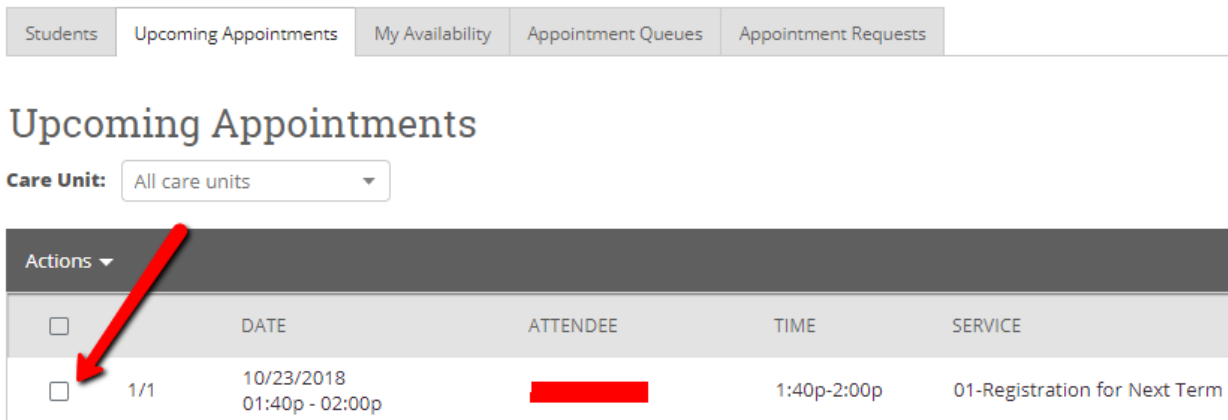 Students Upcoming Appointments My Availability Appointment Queues Appointment Requests
Upcoming Appointments
Care Unit: All care units
Actions
DATE ATTENDEE TIME SERVICE
1/1 10/23/2018 1:40p-2:00p 01-Registration for Next Term
01:40p - 02:00p